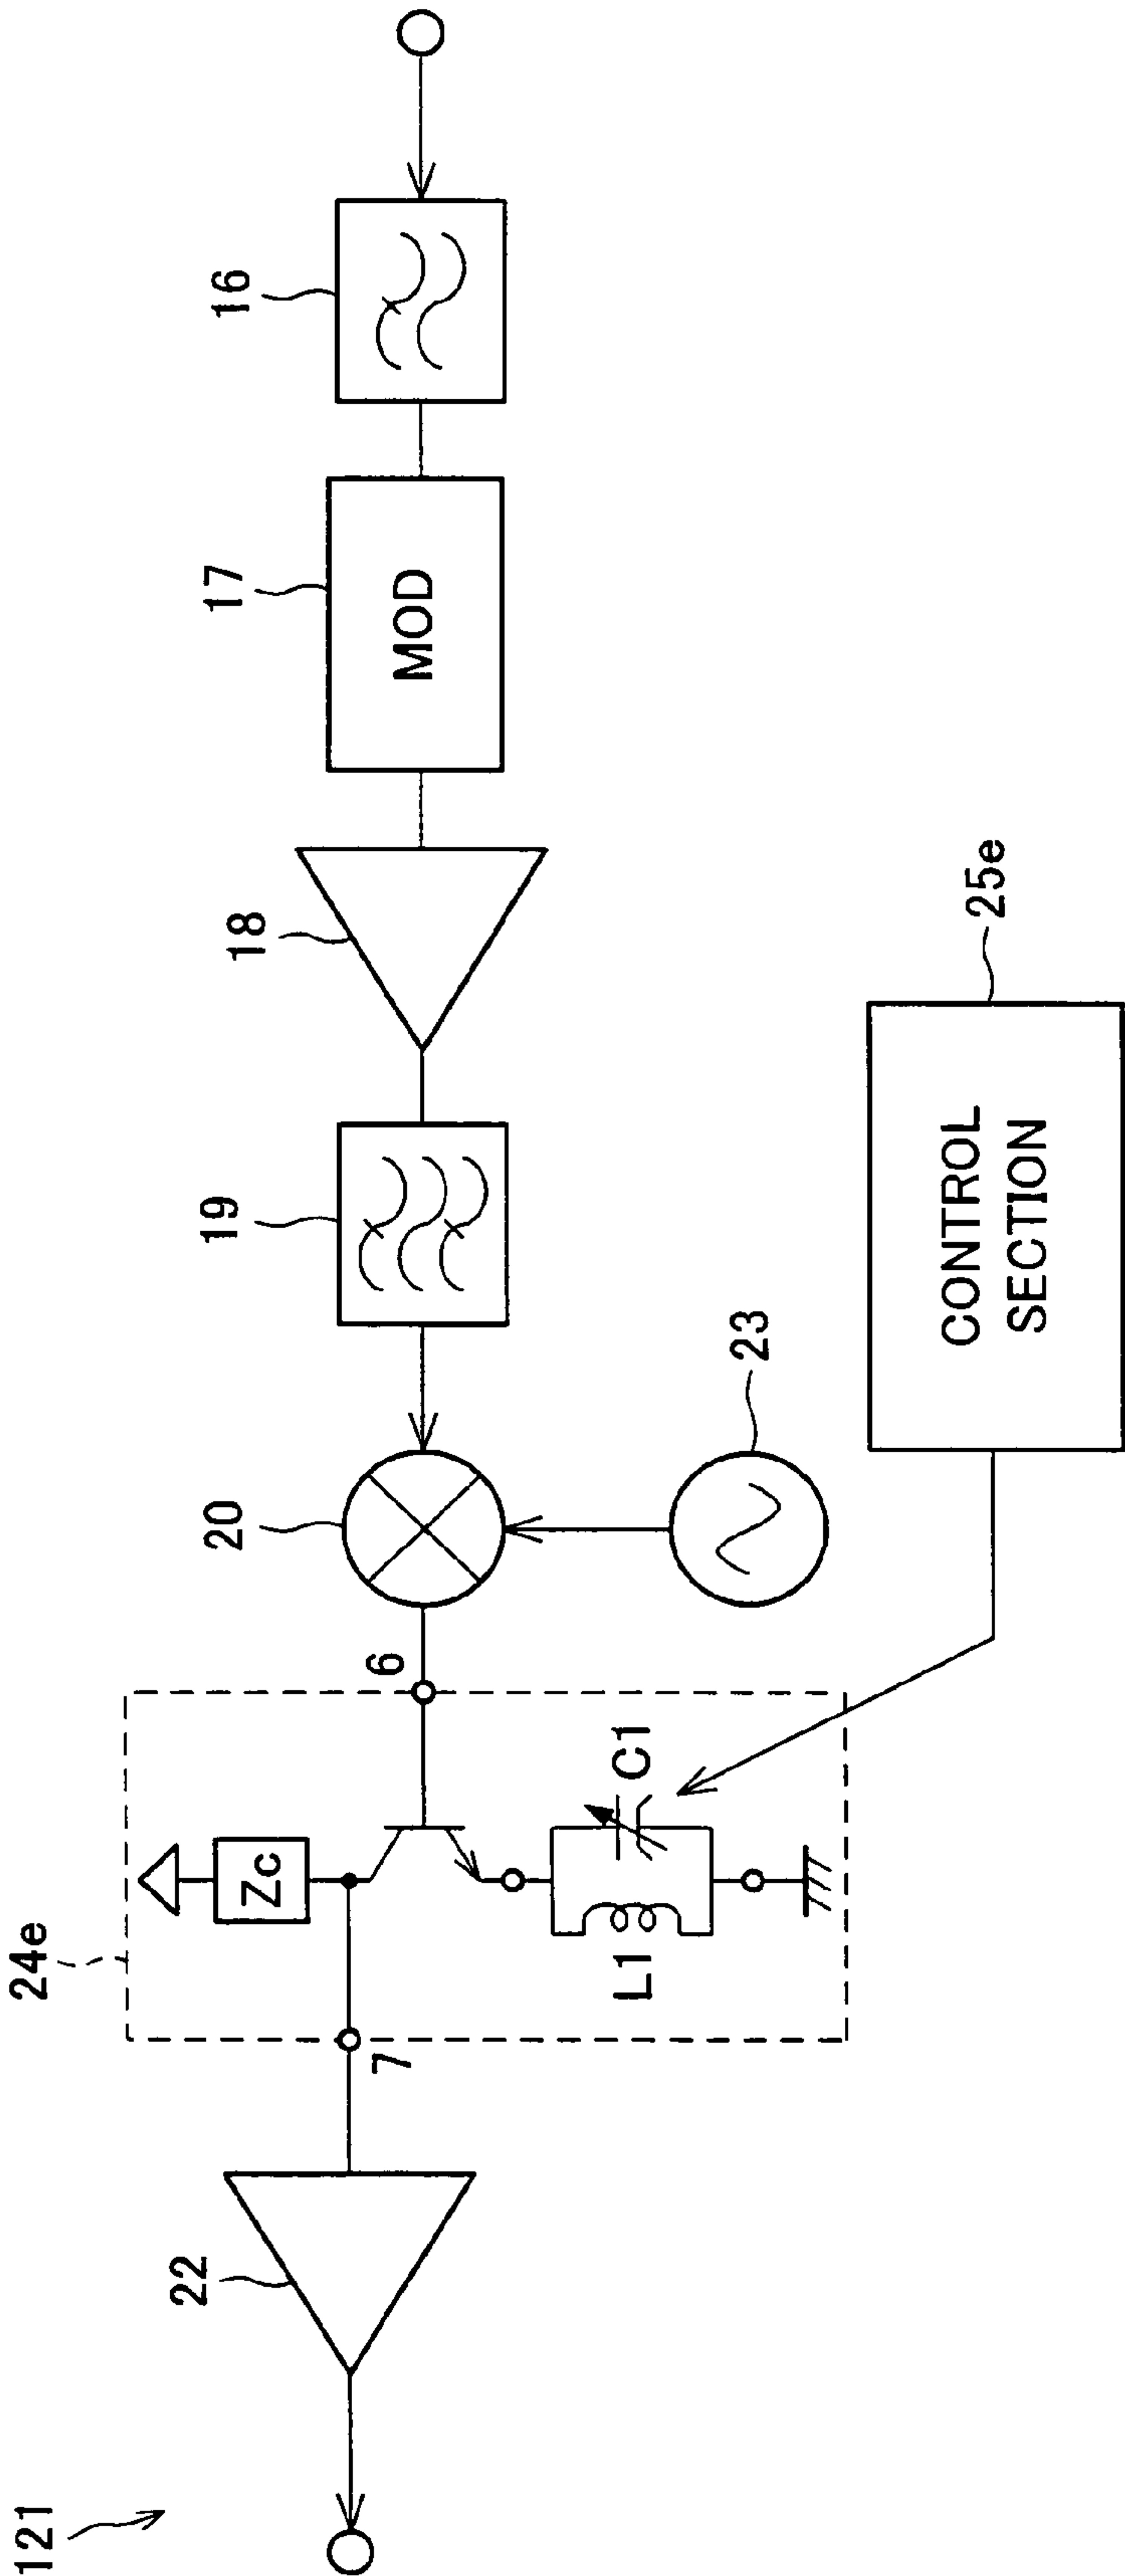 121
22
7
24e
Zc
L1
C1
6
20
23
19
18
17
MOD
16
CONTROL
SECTION
25e